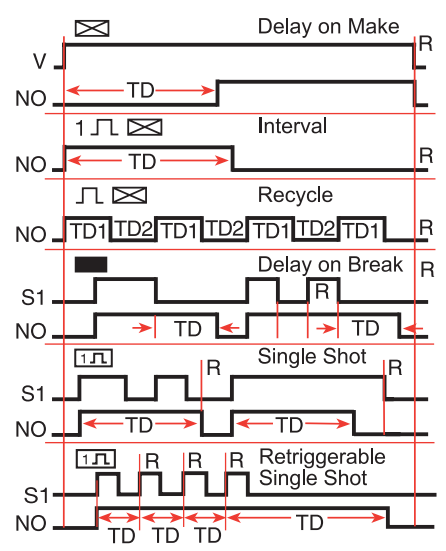 Delay on Make R
V
NO TD
1 Interval
NO TD R
Recycle
NO TD1 TD2 TD1 TD2 TD1 TD2 TD1 R
Delay on Break R
S1 R
NO TD TD
1 Single Shot
R R
S1
NO TD TD
1 R R R R Retriggerable
Single Shot
S1
NO TD TD TD TD